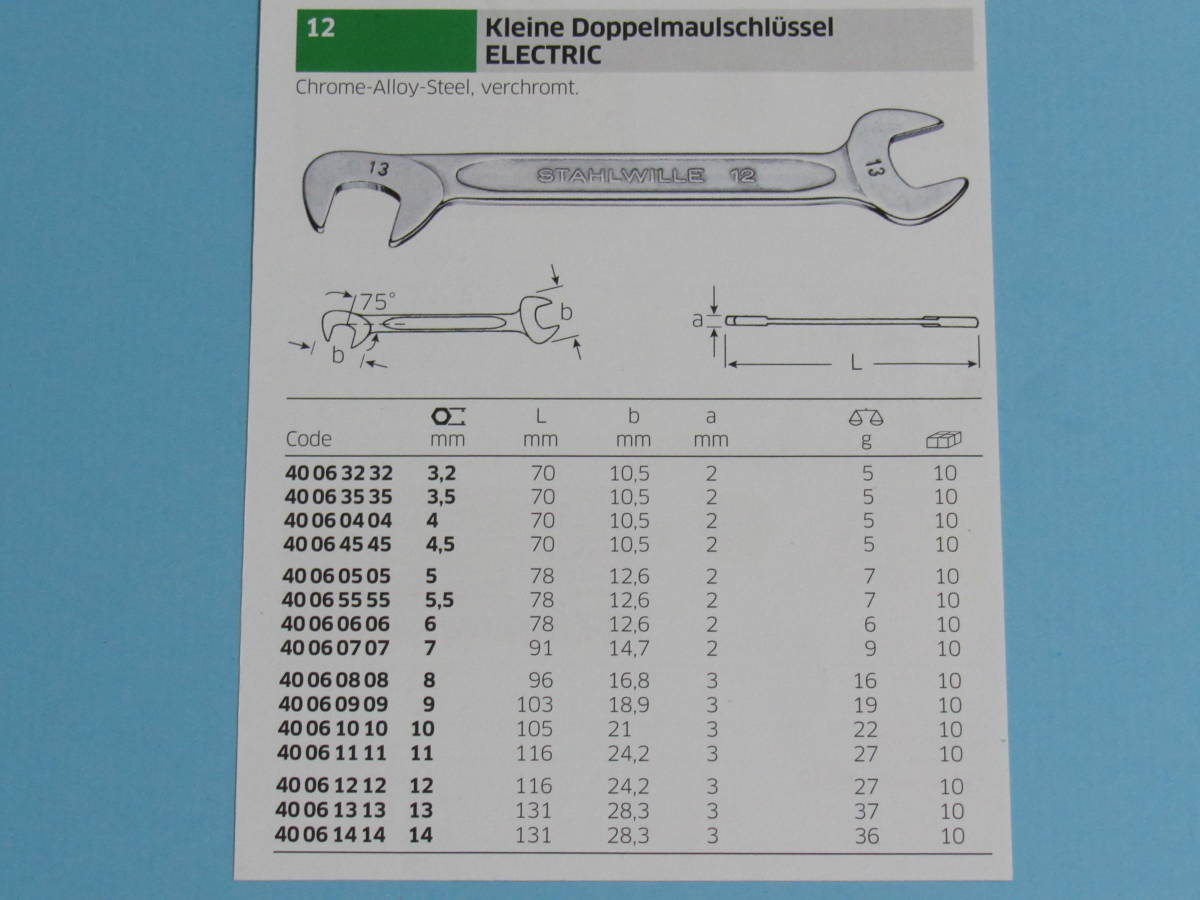 12
Kleine Doppelmaulschlüssel
ELECTRIC
Chrome-Alloy-Steel, verchromt.
13 STAHLWILLE 12 13
75°
b
b
a
L
L b a
Code mm mm mm mm g
40 06 32 32 3,2 70 10,5 2 5 10
40 06 35 35 3,5 70 10,5 2 5 10
40 06 04 04 4 70 10,5 2 5 10
40 06 45 45 4,5 70 10,5 2 5 10
40 06 05 05 5 78 12,6 2 7 10
40 06 55 55 5,5 78 12,6 2 7 10
40 06 06 06 6 78 12,6 2 6 10
40 06 07 07 7 91 14,7 2 9 10
40 06 08 08 8 96 16,8 3 16 10
40 06 09 09 9 103 18,9 3 19 10
40 06 10 10 10 105 21 3 22 10
40 06 11 11 11 116 24,2 3 27 10
40 06 12 12 12 116 24,2 3 27 10
40 06 13 13 13 131 28,3 3 37 10
40 06 14 14 14 131 28,3 3 36 10